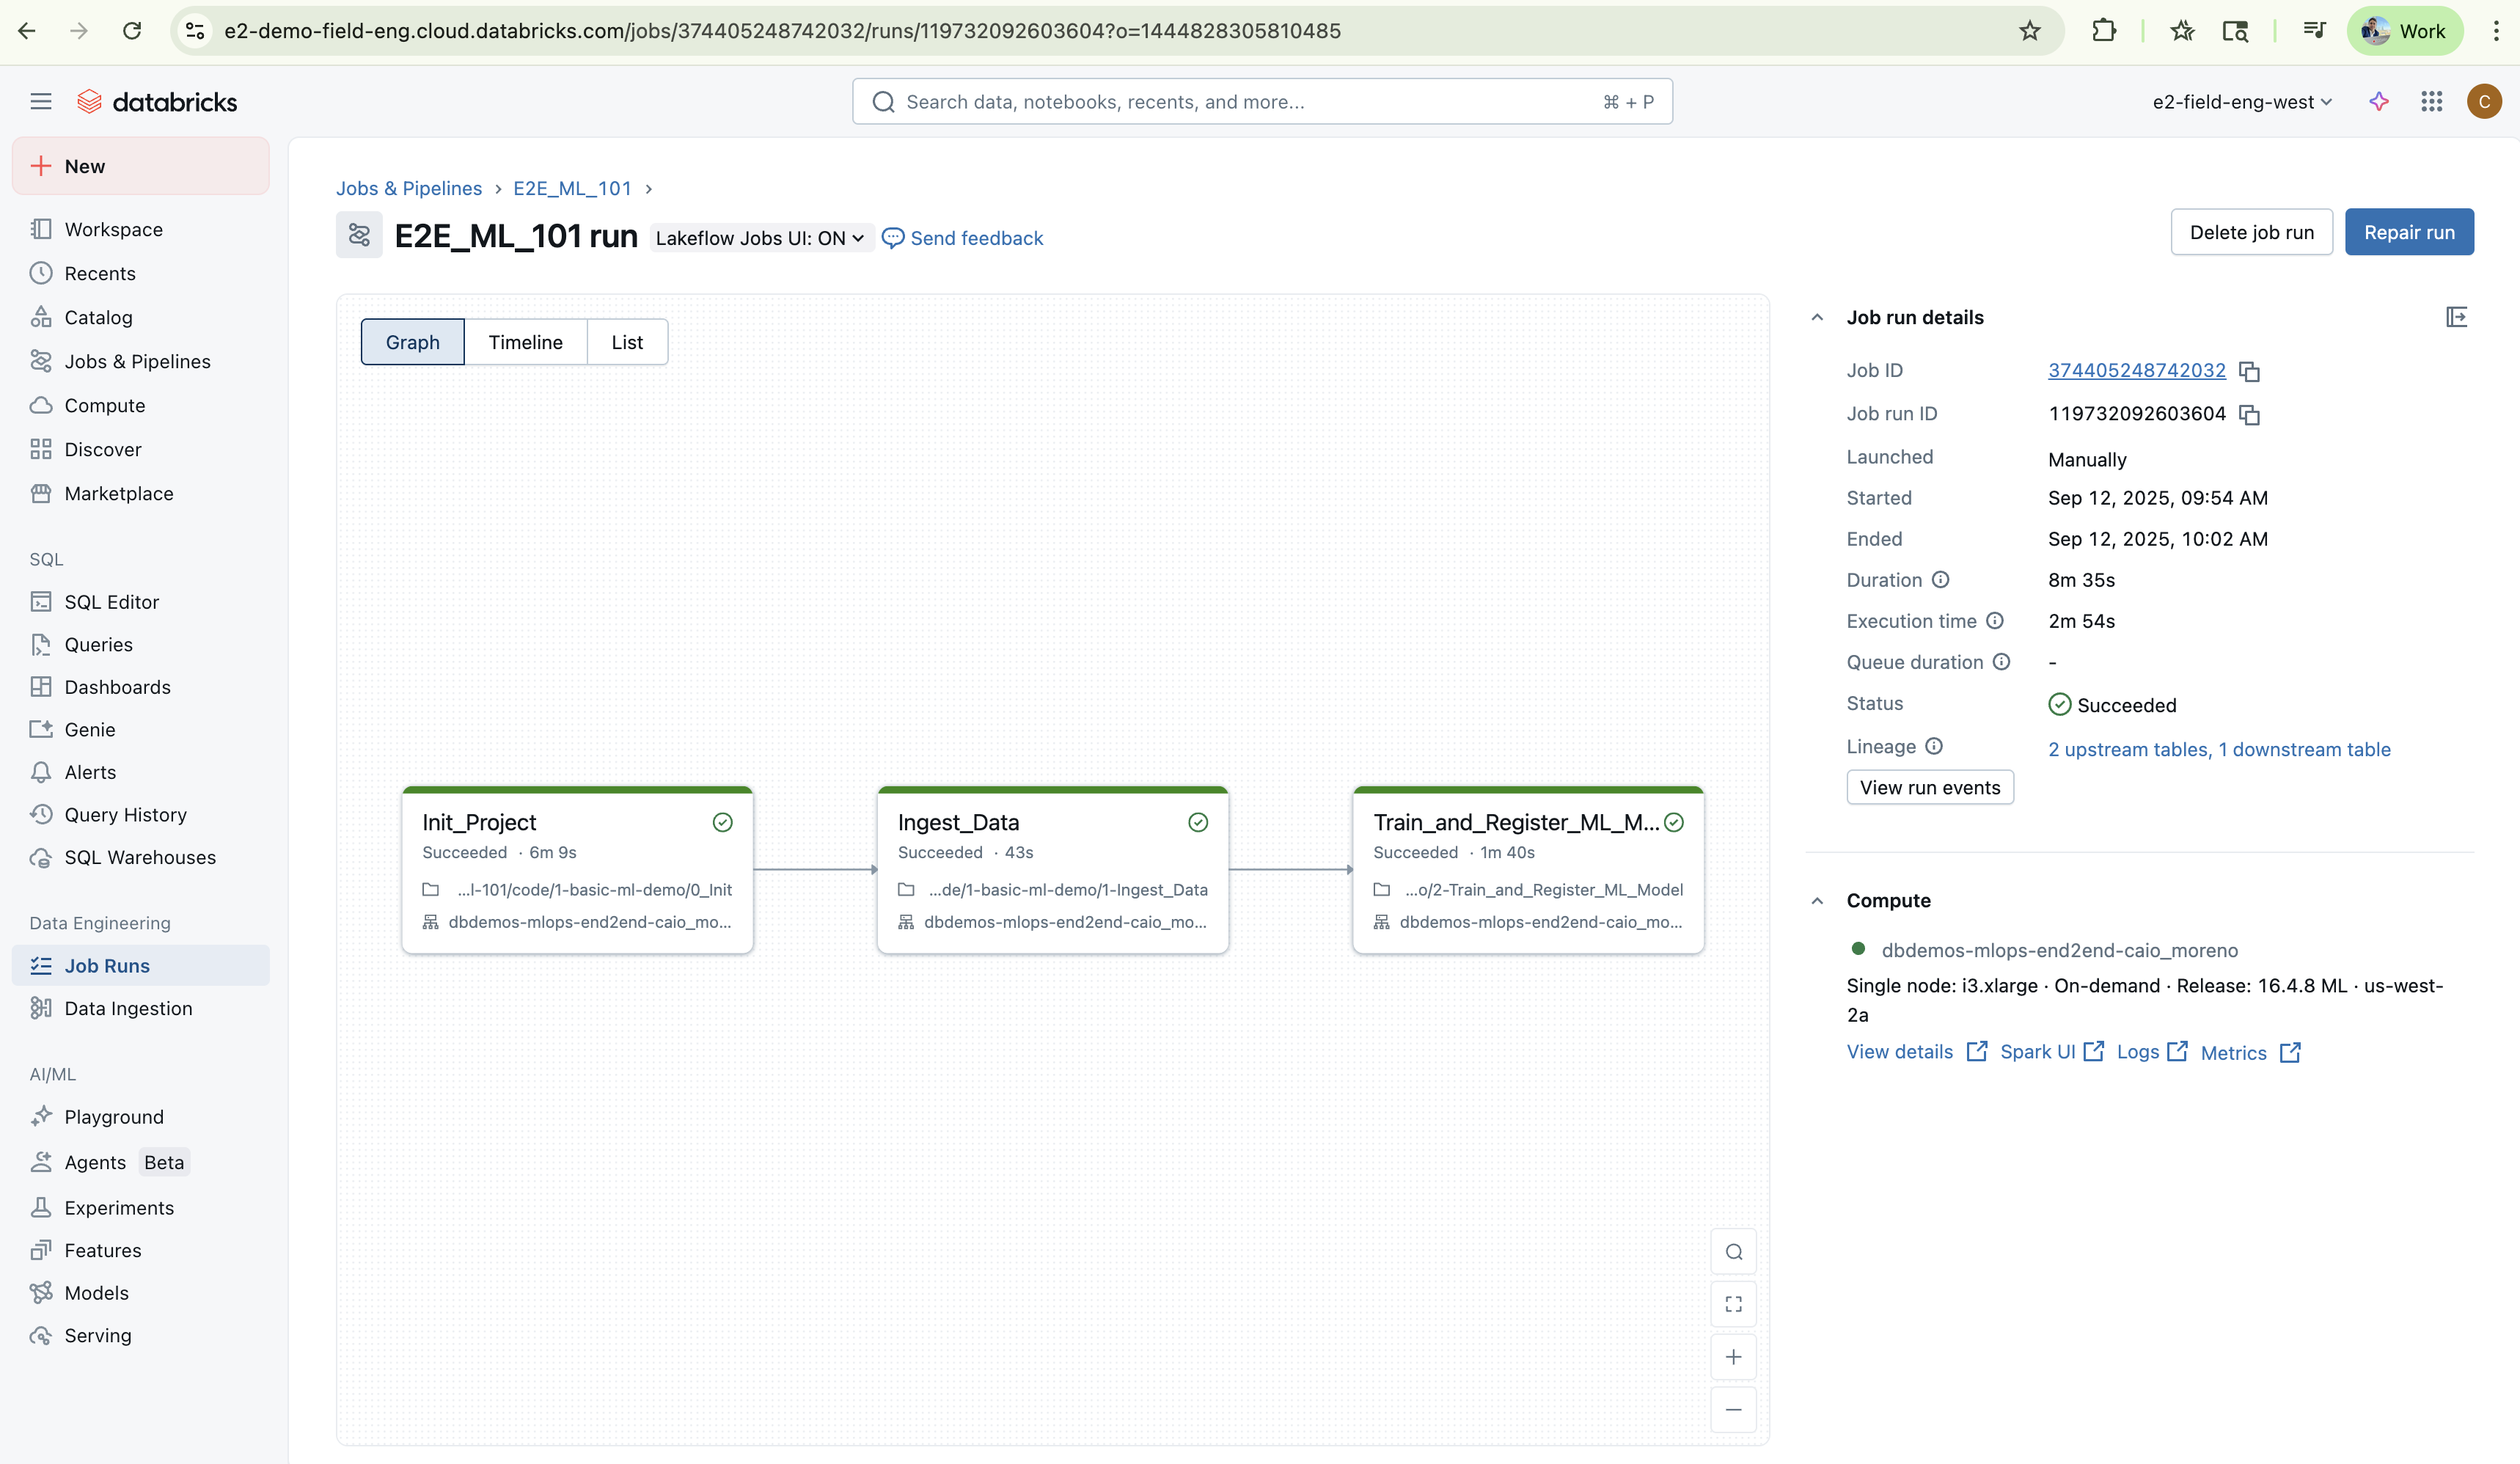 e2-demo-field-eng.cloud.databricks.com/jobs/374405248742032/runs/119732092603604?o=1444828305810485
Work
databricks
Search data, notebooks, recents, and more...
⌘ + P
e2-field-eng-west
C
New
Workspace
Recents
Catalog
Jobs & Pipelines
Compute
Discover
Marketplace
SQL
SQL Editor
Queries
Dashboards
Genie
Alerts
Query History
SQL Warehouses
Data Engineering
Job Runs
Data Ingestion
AI/ML
Playground
Agents Beta
Experiments
Features
Models
Serving
Jobs & Pipelines › E2E_ML_101 ›
E2E_ML_101 run Lakeflow Jobs UI: ON Send feedback
Delete job run
Repair run
Graph Timeline List
Init_Project
Succeeded · 6m 9s
...l-101/code/1-basic-ml-demo/0_Init
dbdemos-mlops-end2end-caio_mo...
Ingest_Data
Succeeded · 43s
...de/1-basic-ml-demo/1-Ingest_Data
dbdemos-mlops-end2end-caio_mo...
Train_and_Register_ML_M...
Succeeded · 1m 40s
...o/2-Train_and_Register_ML_Model
dbdemos-mlops-end2end-caio_mo...
Job run details
Job ID 374405248742032
Job run ID 119732092603604
Launched Manually
Started Sep 12, 2025, 09:54 AM
Ended Sep 12, 2025, 10:02 AM
Duration 8m 35s
Execution time 2m 54s
Queue duration -
Status Succeeded
Lineage 2 upstream tables, 1 downstream table
View run events
Compute
dbdemos-mlops-end2end-caio_moreno
Single node: i3.xlarge · On-demand · Release: 16.4.8 ML · us-west-
2a
View details Spark UI Logs Metrics